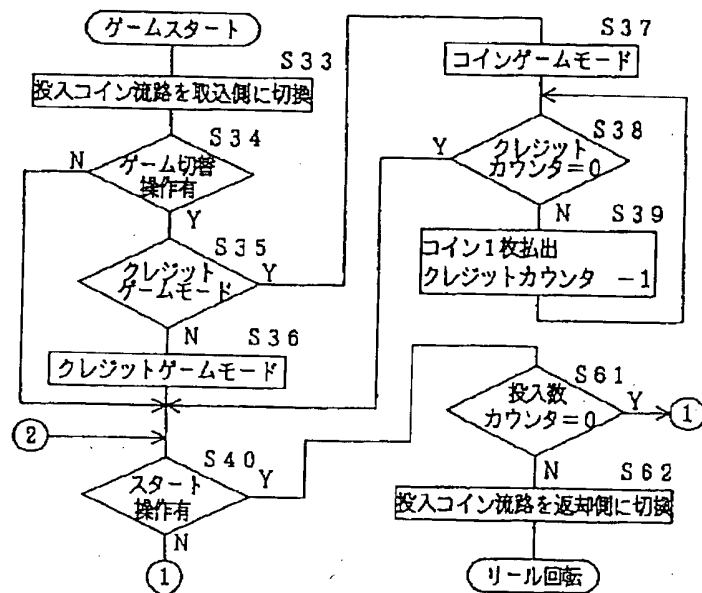 ゲームスタート
S33
投入コイン流路を取込側に切換
S34
N
ゲーム切替
操作有
Y
S35
クレジット
ゲームモード
Y
N
S36
クレジットゲームモード
2
S40
スタート
操作有
Y
N
1
S37
コインゲームモード
S38
Y
クレジット
カウンタ=0
N
S39
コイン1枚払出
クレジットカウンタ -1
S61
投入数
カウンタ=0
Y
1
N
S62
投入コイン流路を返却側に切換
リール回転